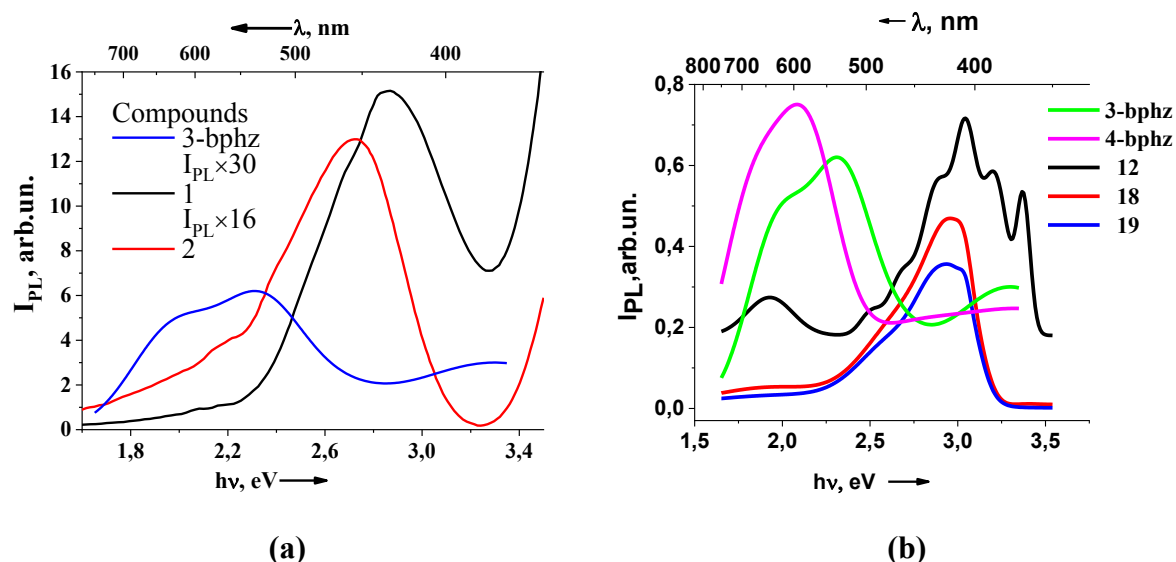 λ, nm
700 600 500 400
16
14
12
10
8
6
4
2
0
I_PL, arb.un.
Compounds
3-bphz
I_PL×30
1
I_PL×16
2
1,8 2,2 2,6 3,0 3,4
hν, eV
(a)
λ, nm
800 700 600 500 400
0,8
0,6
0,4
0,2
0,0
I_PL,arb.un.
3-bphz
4-bphz
12
18
19
1,5 2,0 2,5 3,0 3,5
hν, eV
(b)